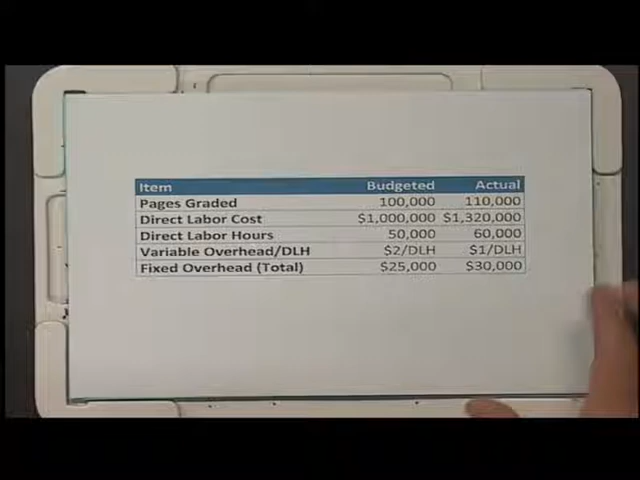 Item Budgeted Actual
Pages Graded 100,000 110,000
Direct Labor Cost $1,000,000 $1,320,000
Direct Labor Hours 50,000 60,000
Variable Overhead/DLH $2/DLH $1/DLH
Fixed Overhead (Total) $25,000 $30,000